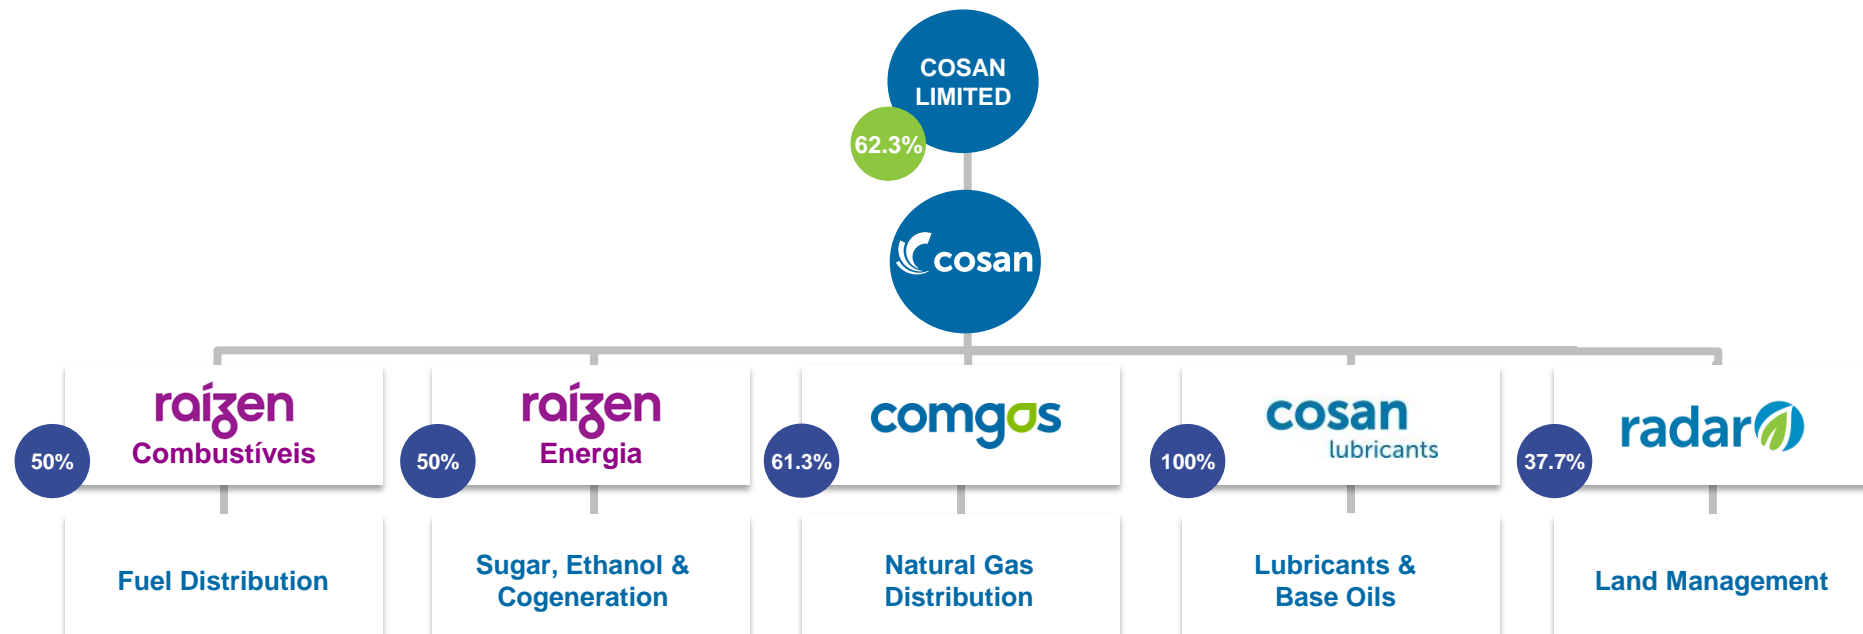 COSAN
LIMITED
62.3%
cosan
raízen
Combustíveis
50%
raízen
Energia
50%
comgas
61.3%
cosan
lubricants
100%
radar
37.7%
Fuel Distribution
Sugar, Ethanol &
Cogeneration
Natural Gas
Distribution
Lubricants &
Base Oils
Land Management